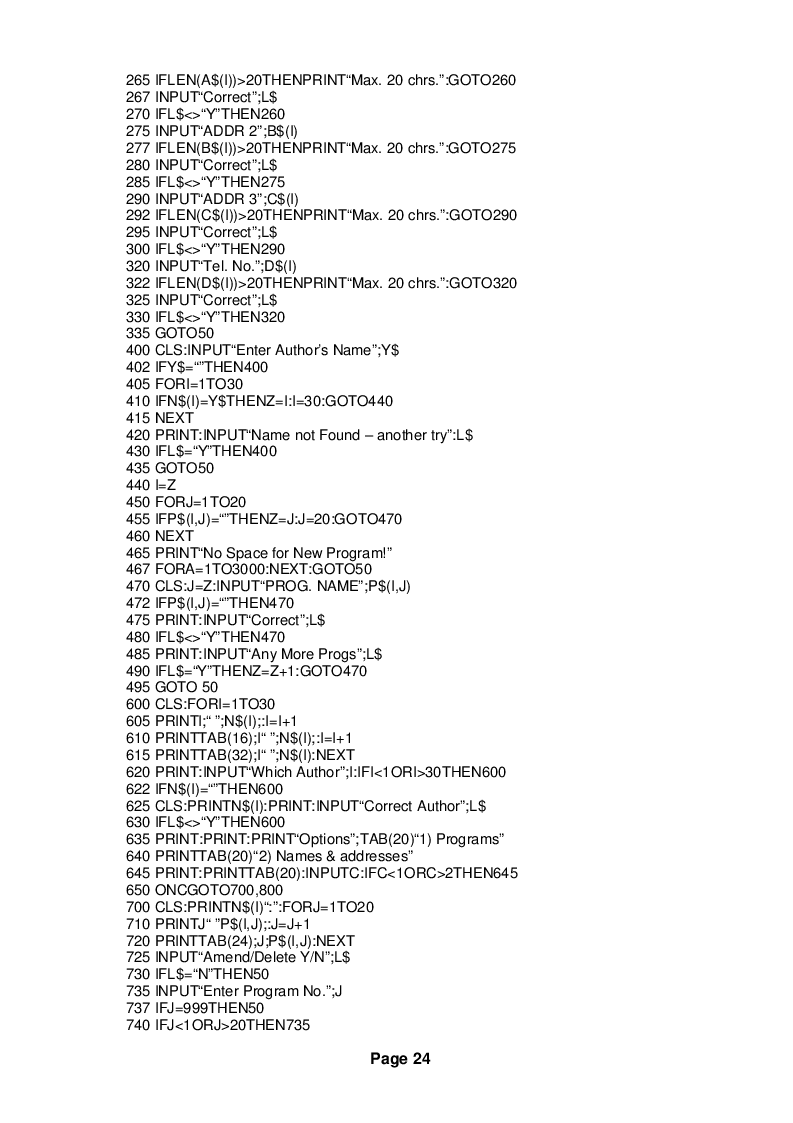 265 IFLEN(A$(I))>20THENPRINT“Max. 20 chrs.”:GOTO260
267 INPUT“Correct”;L$
270 IFL$<>“Y”THEN260
275 INPUT“ADDR 2”;B$(I)
277 IFLEN(B$(I))>20THENPRINT“Max. 20 chrs.”:GOTO275
280 INPUT“Correct”;L$
285 IFL$<>“Y”THEN275
290 INPUT“ADDR 3”;C$(I)
292 IFLEN(C$(I))>20THENPRINT“Max. 20 chrs.”:GOTO290
295 INPUT“Correct”;L$
300 IFL$<>“Y”THEN290
320 INPUT“Tel. No.”;D$(I)
322 IFLEN(D$(I))>20THENPRINT“Max. 20 chrs.”:GOTO320
325 INPUT“Correct”;L$
330 IFL$<>“Y”THEN320
335 GOTO50
400 CLS:INPUT“Enter Author’s Name”;Y$
402 IFY$=“”THEN400
405 FORI=1TO30
410 IFN$(I)=Y$THENZ=I:I=30:GOTO440
415 NEXT
420 PRINT:INPUT“Name not Found – another try”:L$
430 IFL$=“Y”THEN400
435 GOTO50
440 I=Z
450 FORJ=1TO20
455 IFP$(I,J)=“”THENZ=J:J=20:GOTO470
460 NEXT
465 PRINT“No Space for New Program!”
467 FORA=1TO3000:NEXT:GOTO50
470 CLS:J=Z:INPUT“PROG. NAME”;P$(I,J)
472 IFP$(I,J)=“”THEN470
475 PRINT:INPUT“Correct”;L$
480 IFL$<>“Y”THEN470
485 PRINT:INPUT“Any More Progs”;L$
490 IFL$=“Y”THENZ=Z+1:GOTO470
495 GOTO 50
600 CLS:FORI=1TO30
605 PRINTI;“ ”;N$(I);:I=I+1
610 PRINTTAB(16);I“ ”;N$(I);:I=I+1
615 PRINTTAB(32);I“ ”;N$(I):NEXT
620 PRINT:INPUT“Which Author”;I:IFI<1ORI>30THEN600
622 IFN$(I)=“”THEN600
625 CLS:PRINTN$(I):PRINT:INPUT“Correct Author”;L$
630 IFL$<>“Y”THEN600
635 PRINT:PRINT:PRINT“Options”;TAB(20)“1) Programs”
640 PRINTTAB(20)“2) Names & addresses”
645 PRINT:PRINTTAB(20):INPUTC:IFC<1ORC>2THEN645
650 ONCGOTO700,800
700 CLS:PRINTN$(I)“:”:FORJ=1TO20
710 PRINTJ“ ”P$(I,J);:J=J+1
720 PRINTTAB(24);J;P$(I,J):NEXT
725 INPUT“Amend/Delete Y/N”;L$
730 IFL$=“N”THEN50
735 INPUT“Enter Program No.”;J
737 IFJ=999THEN50
740 IFJ<1ORJ>20THEN735
Page 24